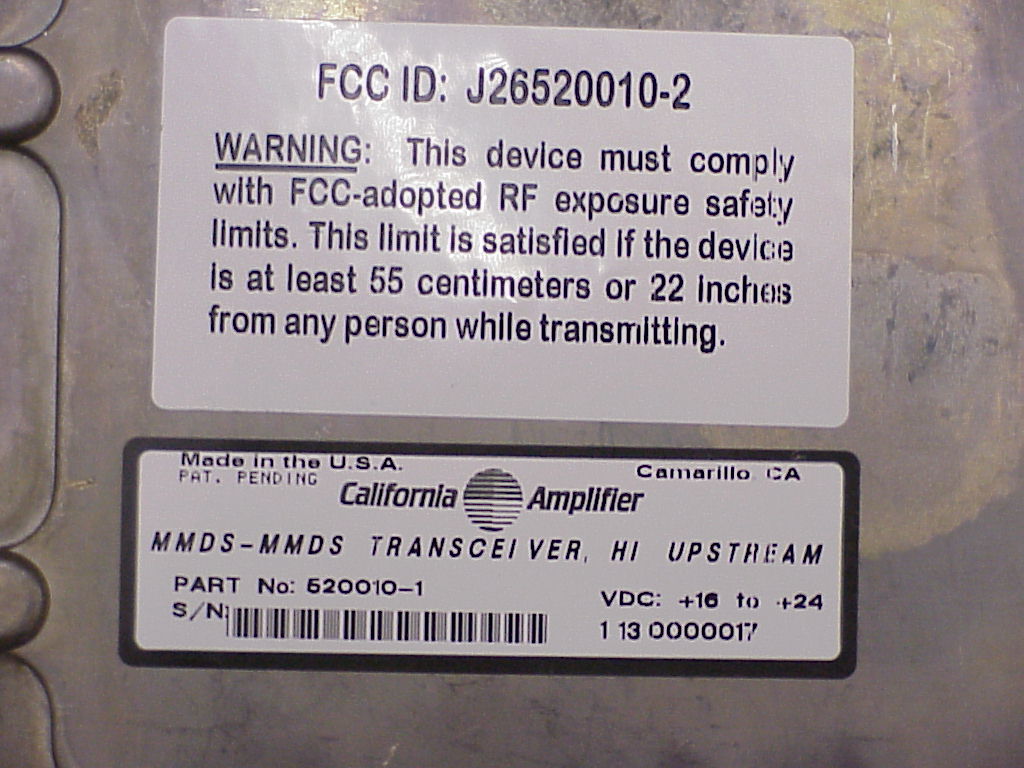 FCC ID: J26520010-2
WARNING: This device must comply
with FCC-adopted RF exposure safety
limits. This limit is satisfied if the device
is at least 55 centimeters or 22 inches
from any person while transmitting.
Made in the U.S.A.
Camarillo CA
PAT. PENDING
California Amplifier
MMDS-MMDS TRANSCEIVER, HI UPSTREAM
PART No: 520010-1
VDC: +16 to +24
S/N:
1 13 0000017